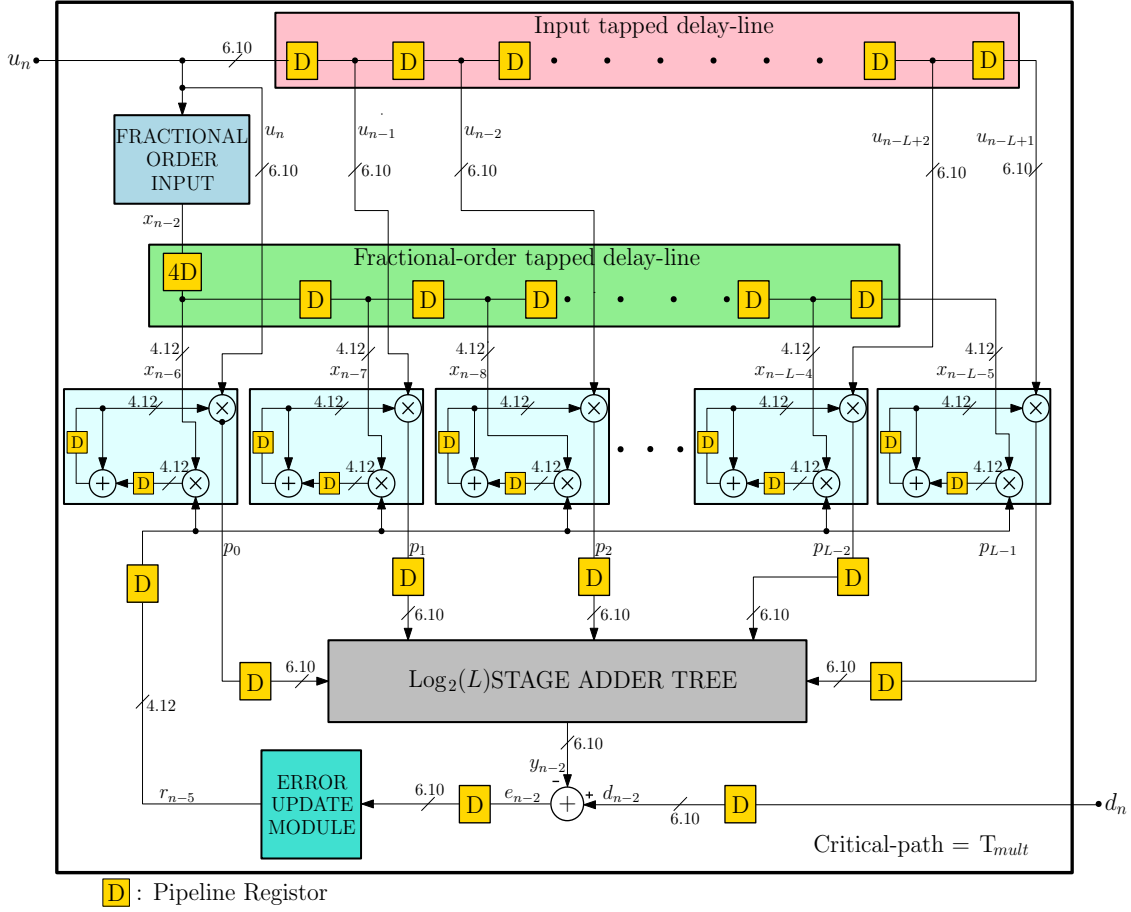 Input tapped delay-line
u_n
6.10
D D D D D
u_n
u_{n-1}
u_{n-2}
u_{n-L+2}
u_{n-L+1}
6.10 6.10 6.10 6.10 6.10
FRACTIONAL
ORDER
INPUT
x_{n-2}
Fractional-order tapped delay-line
4D
D D D D D
4.12 4.12 4.12 4.12 4.12
x_{n-6} x_{n-7} x_{n-8} x_{n-L-4} x_{n-L-5}
4.12 × 4.12 × 4.12 × 4.12 × 4.12 ×
D D D D D
4.12 4.12 4.12 4.12 4.12
+ D × + D × + D × + D × + D ×
p_0 p_1 p_2 p_{L-2} p_{L-1}
D D D D
6.10 6.10 6.10
D 6.10
Log_2(L)STAGE ADDER TREE
6.10 D
4.12
6.10
y_{n-2}
- +
r_{n-5}
ERROR
UPDATE
MODULE
6.10 D e_{n-2} + d_{n-2} 6.10 D d_n
Critical-path = T_{mult}
D : Pipeline Registor